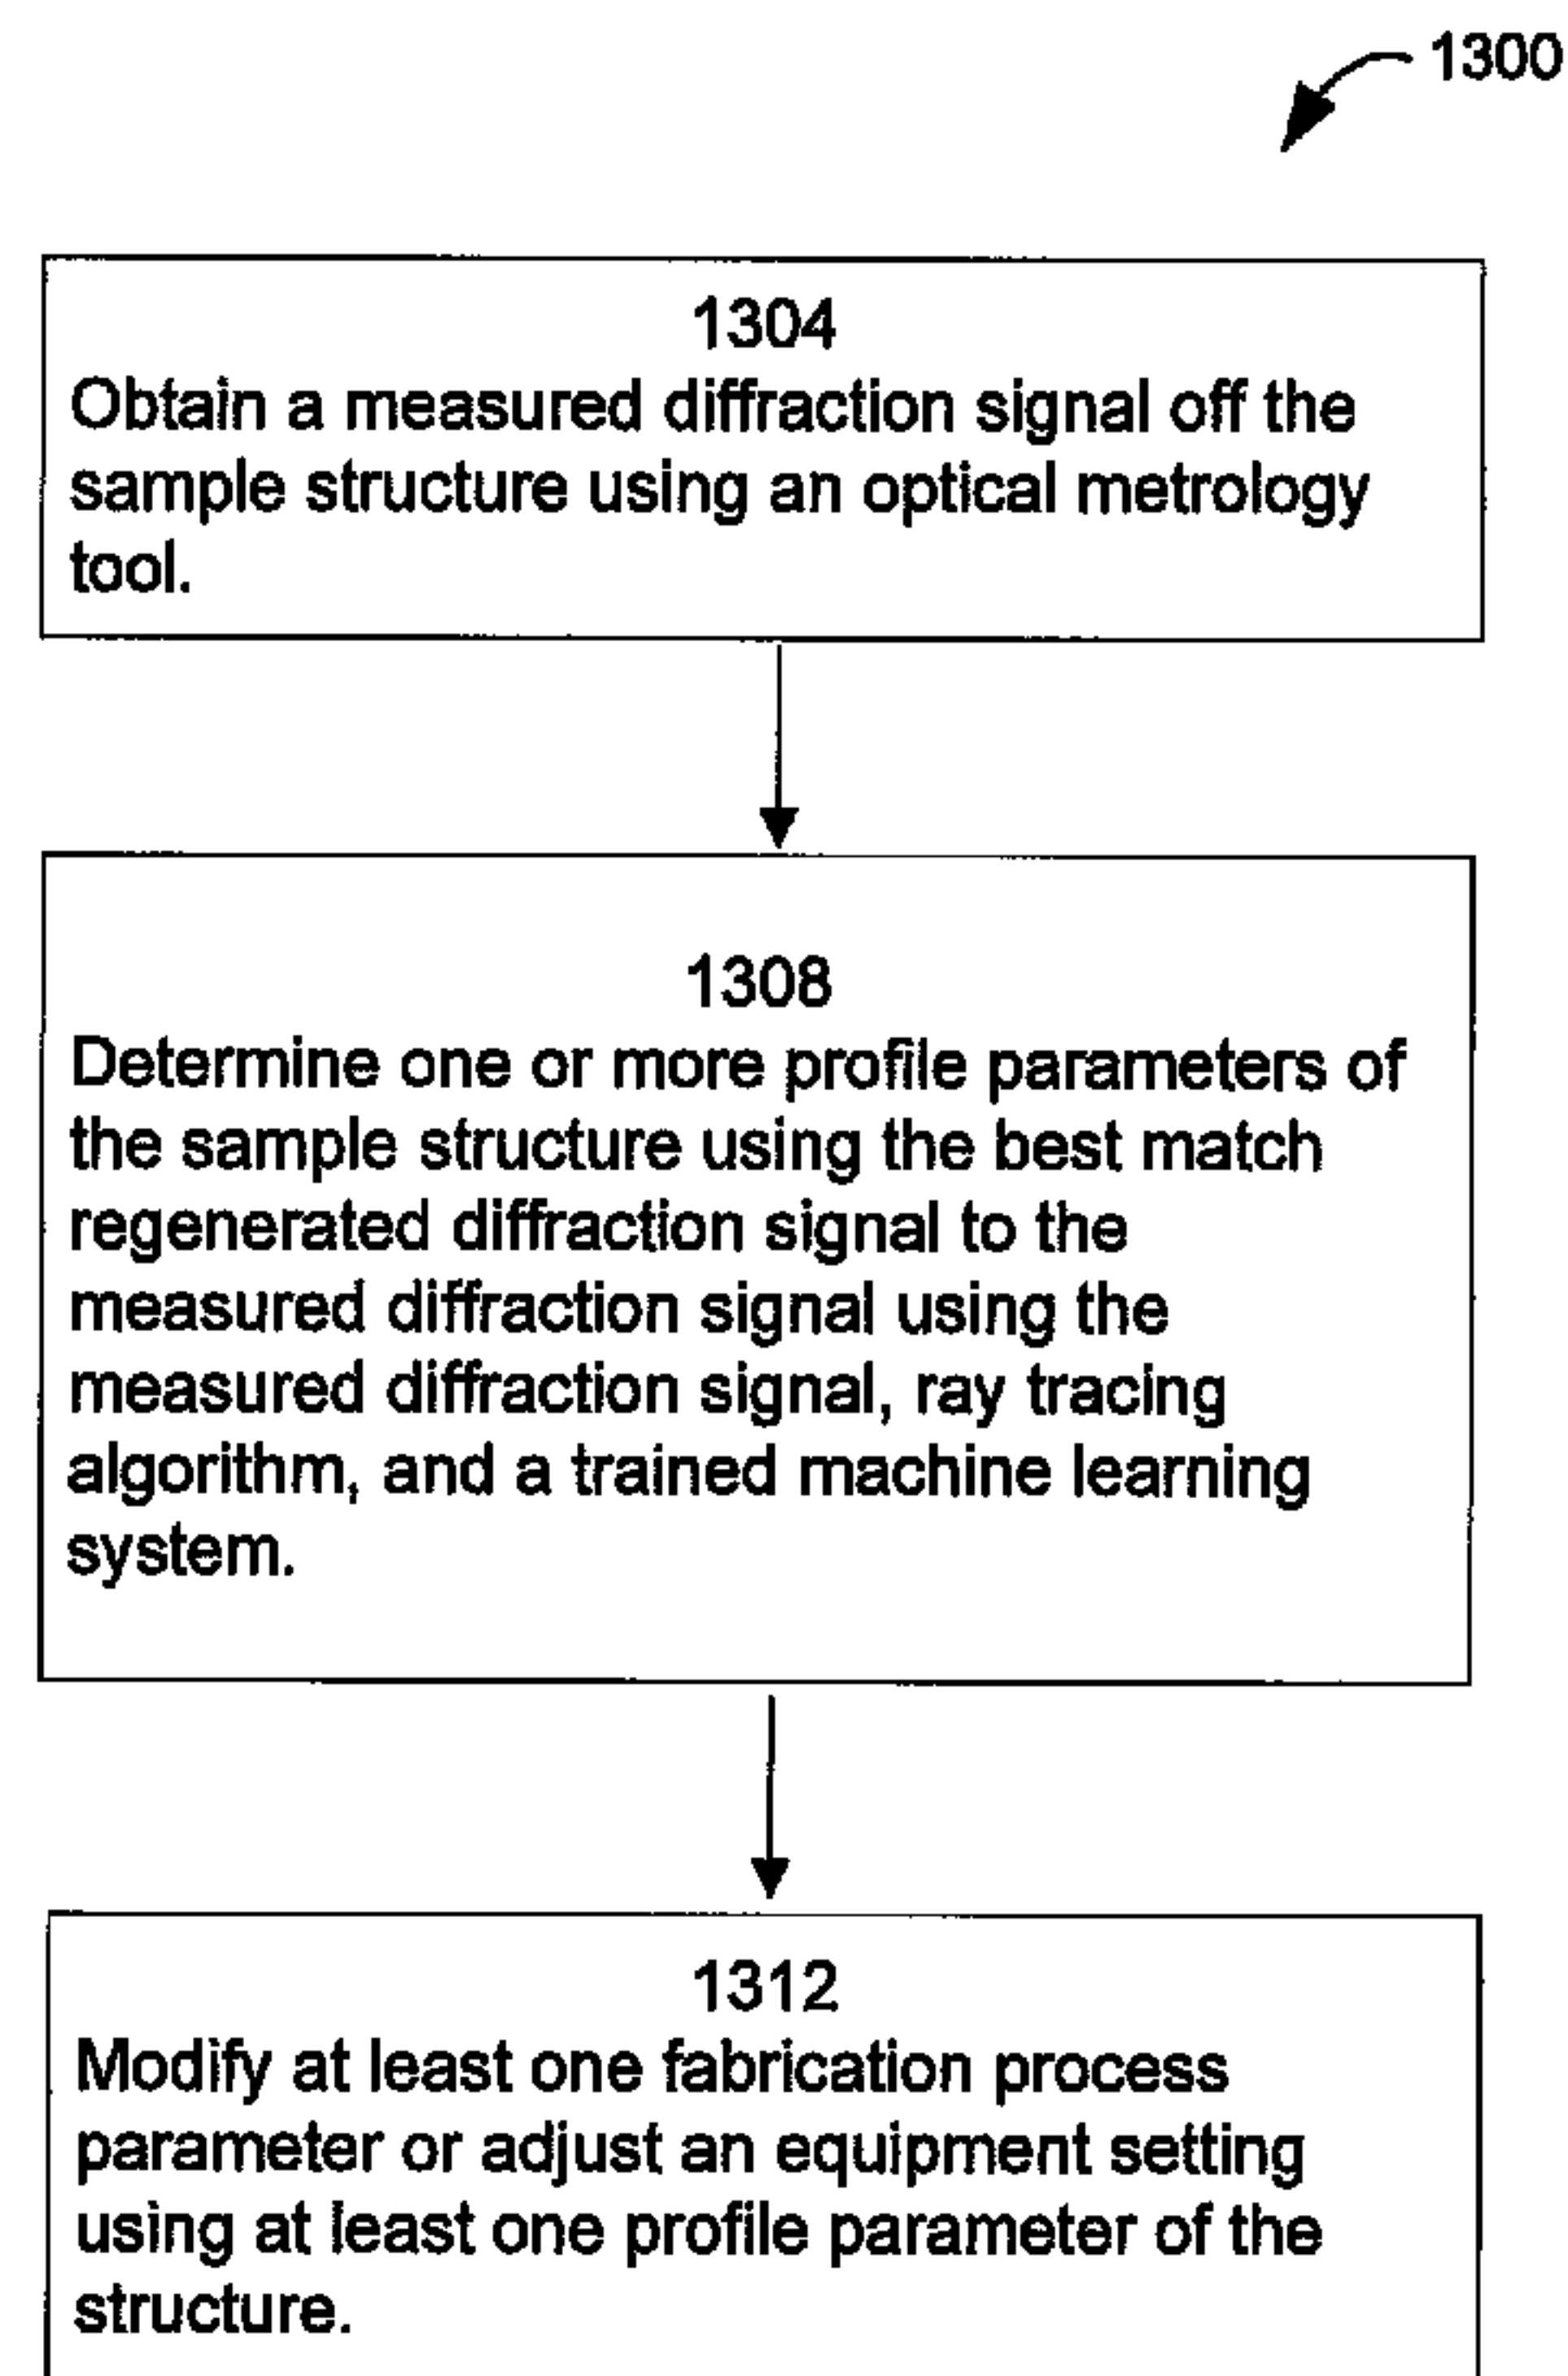 1300
1304
Obtain a measured diffraction signal off the
sample structure using an optical metrology
tool.
1308
Determine one or more profile parameters of
the sample structure using the best match
regenerated diffraction signal to the
measured diffraction signal using the
measured diffraction signal, ray tracing
algorithm, and a trained machine learning
system.
1312
Modify at least one fabrication process
parameter or adjust an equipment setting
using at least one profile parameter of the
structure.